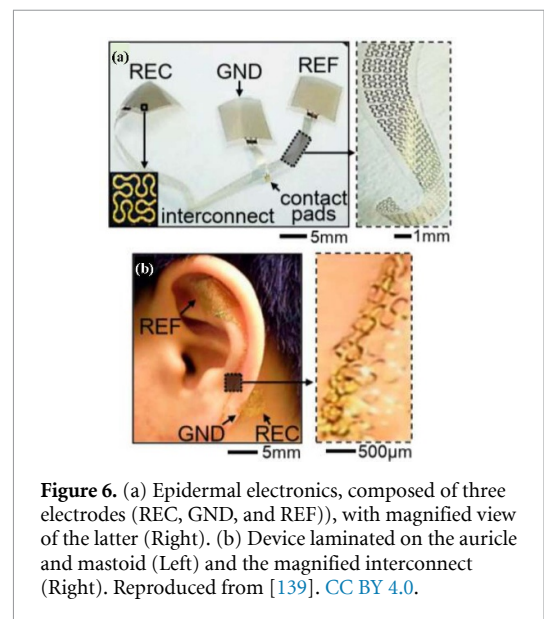 (a)
REC
GND
REF
interconnect
contact
pads
5mm
1mm
(b)
REF
GND
REC
5mm
500μm
Figure 6. (a) Epidermal electronics, composed of three
electrodes (REC, GND, and REF)), with magnified view
of the latter (Right). (b) Device laminated on the auricle
and mastoid (Left) and the magnified interconnect
(Right). Reproduced from [139]. CC BY 4.0.